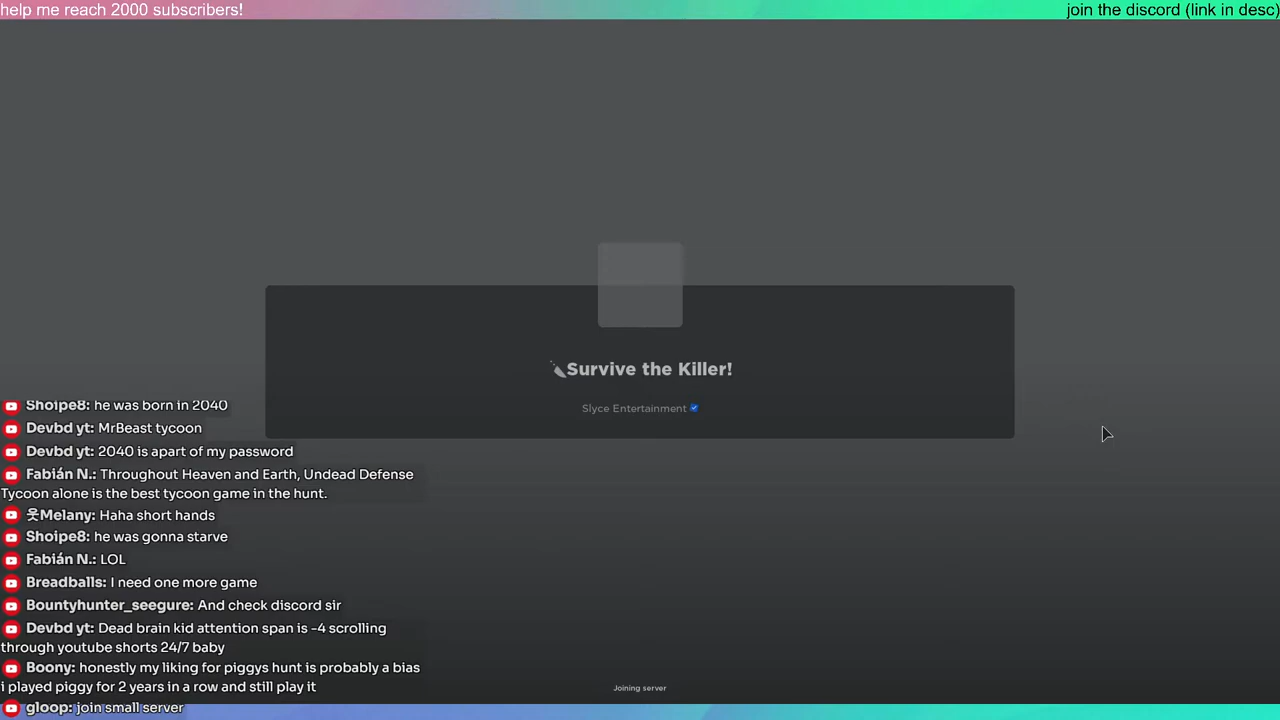 help me reach 2000 subscribers!
join the discord (link in desc)
Survive the Killer!
Slyce Entertainment
Shoipe8: he was born in 2040
Devbd yt: MrBeast tycoon
Devbd yt: 2040 is apart of my password
Fabián N.: Throughout Heaven and Earth, Undead Defense
Tycoon alone is the best tycoon game in the hunt.
웃Melany: Haha short hands
Shoipe8: he was gonna starve
Fabián N.: LOL
Breadballs: I need one more game
Bountyhunter_seegure: And check discord sir
Devbd yt: Dead brain kid attention span is -4 scrolling
through youtube shorts 24/7 baby
Boony: honestly my liking for piggys hunt is probably a bias
i played piggy for 2 years in a row and still play it
gloop: join small server
Joining server